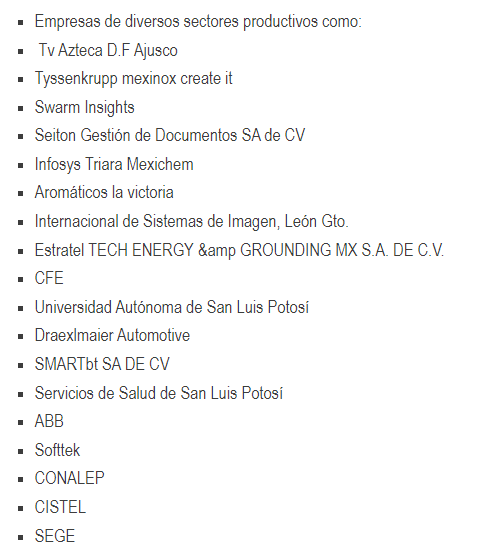 Empresas de diversos sectores productivos como:
Tv Azteca D.F Ajusco
Tyssenkrupp mexinox create it
Swarm Insights
Seiton Gestión de Documentos SA de CV
Infosys Triara Mexichem
Aromáticos la victoria
Internacional de Sistemas de Imagen, León Gto.
Estratel TECH ENERGY &amp GROUNDING MX S.A. DE C.V.
CFE
Universidad Autónoma de San Luis Potosí
Draexlmaier Automotive
SMARTbt SA DE CV
Servicios de Salud de San Luis Potosí
ABB
Softtek
CONALEP
CISTEL
SEGE